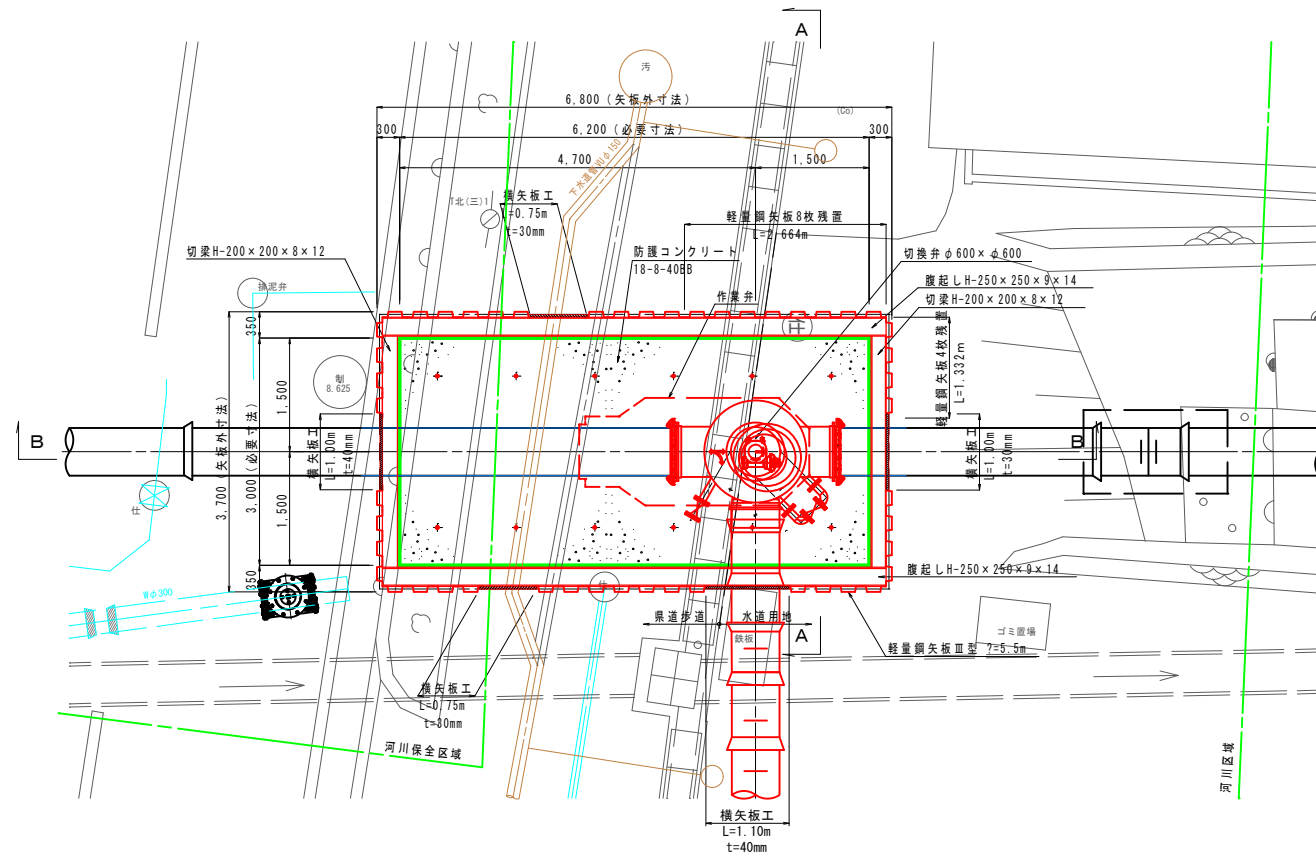 A
汚
6,800 (矢板外寸法)
(Co)
300
6,200 (必要寸法)
300
4,700
1,500
下水道管VUφ150
T北(三)1
横矢板工
L=0.75m
t=30mm
軽量鋼矢板8枚残置
L=2.664m
切梁H-200×200×8×12
防護コンクリート
18-8-40BB
切換弁φ600×φ600
腹起しH-250×250×9×14
切梁H-200×200×8×12
排泥弁
作業弁
仕
350
制
8.625
1,500
軽量鋼矢板4枚残置
L=1.332m
B
B
3,700 (矢板外寸法)
3,000 (必要寸法)
横矢板工
L=1.00m
t=40mm
横矢板工
L=1.00m
t=30mm
仕
1,500
350
Wφ300
仕
腹起しH-250×250×9×14
県道歩道
水道用地
A
鉄板
ゴミ置場
軽量鋼矢板Ⅲ型 ?=5.5m
横矢板工
L=0.75m
t=30mm
河川保全区域
河川区域
横矢板工
L=1.10m
t=40mm